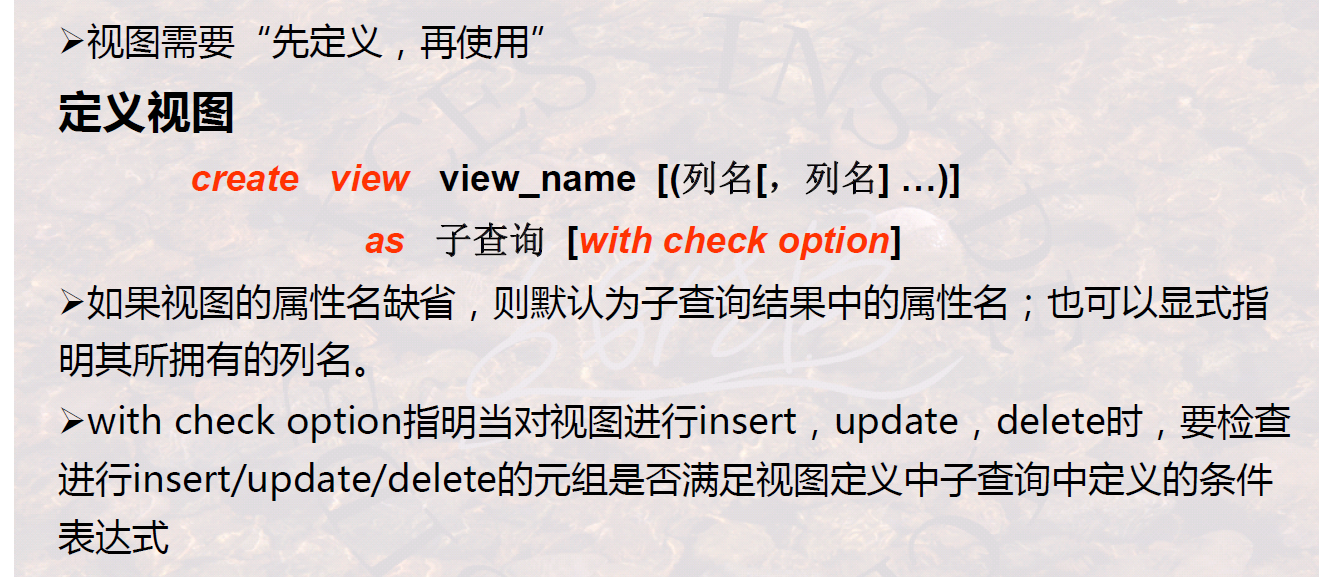 ➢视图需要“先定义，再使用”
定义视图
create view view_name [(列名[，列名] …)]
as 子查询 [with check option]
➢如果视图的属性名缺省，则默认为子查询结果中的属性名；也可以显式指
明其所拥有的列名。
➢with check option指明当对视图进行insert，update，delete时，要检查
进行insert/update/delete的元组是否满足视图定义中子查询中定义的条件
表达式